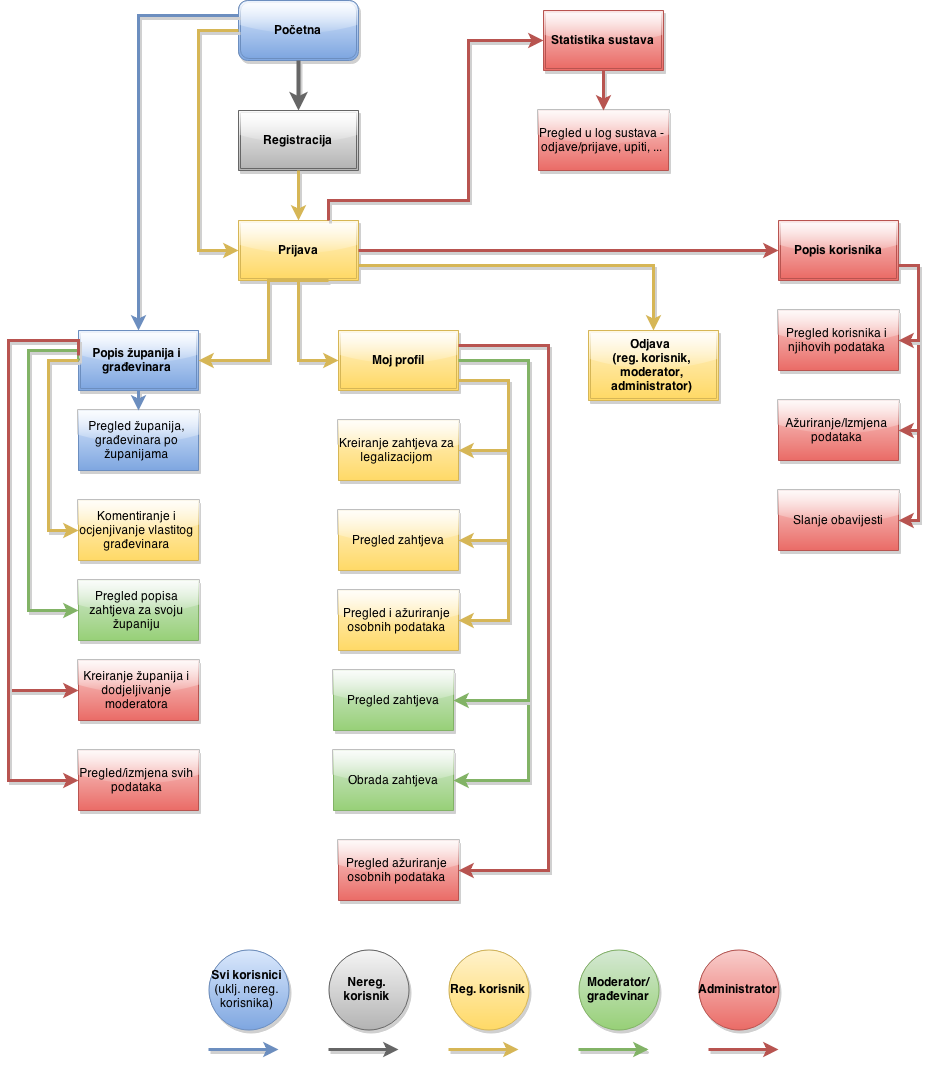 Početna
Statistika sustava
Pregled u log sustava -
odjave/prijave, upiti, ...
Registracija
Prijava
Popis korisnika
Pregled korisnika i
njihovih podataka
Ažuriranje/Izmjena
podataka
Slanje obavijesti
Popis županija i
građevinara
Pregled županija,
građevinara po
županijama
Komentiranje i
ocjenjivanje vlastitog
građevinara
Pregled popisa
zahtjeva za svoju
županiju
Kreiranje županija i
dodjeljivanje
moderatora
Pregled/izmjena svih
podataka
Moj profil
Kreiranje zahtjeva za
legalizacijom
Pregled zahtjeva
Pregled i ažuriranje
osobnih podataka
Pregled zahtjeva
Obrada zahtjeva
Pregled ažuriranje
osobnih podataka
Odjava
(reg. korisnik,
moderator,
administrator)
Svi korisnici
(uklj. nereg.
korisnika)
Nereg.
korisnik
Reg. korisnik
Moderator/
građevinar
Administrator